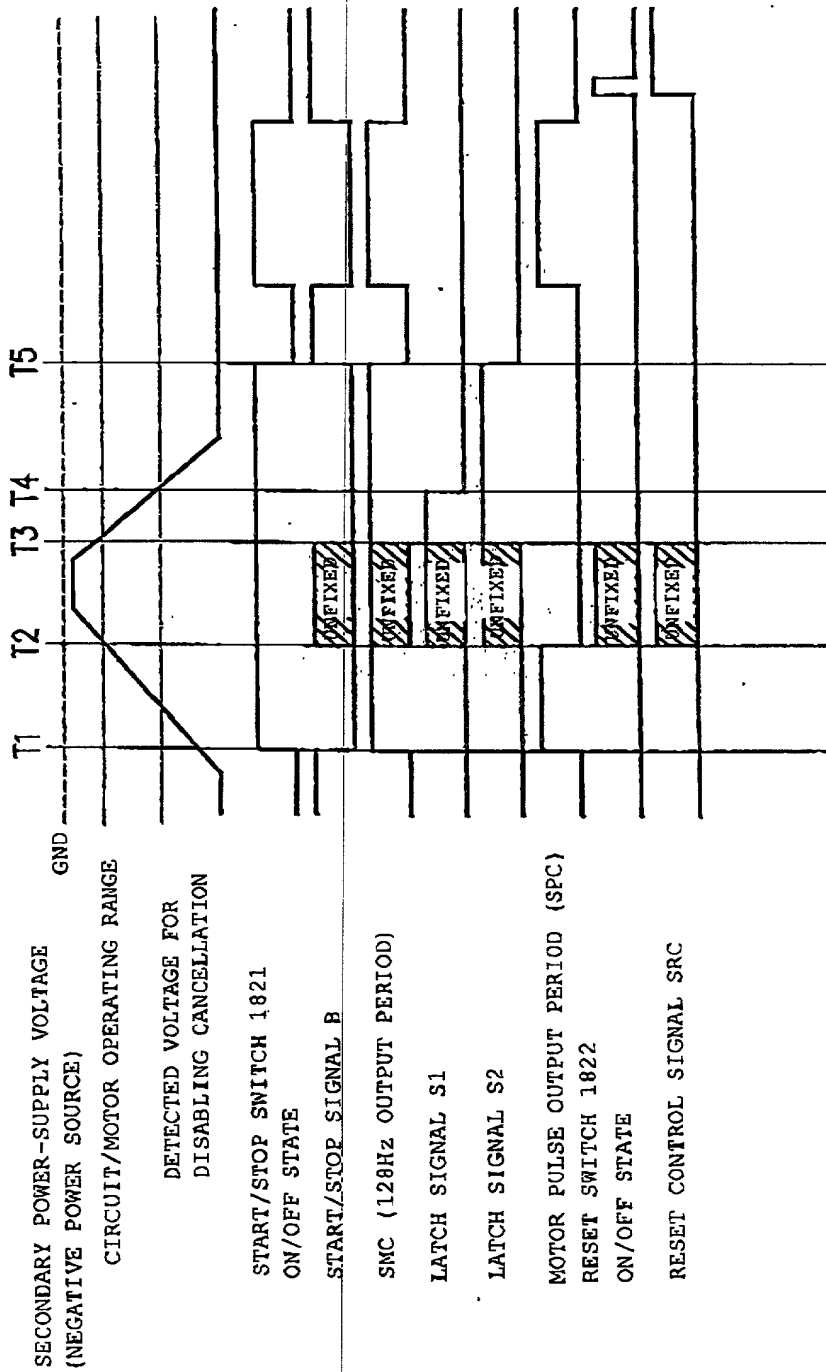 T1 T2 T3 T4 T5
SECONDARY POWER-SUPPLY VOLTAGE
(NEGATIVE POWER SOURCE)
GND
CIRCUIT/MOTOR OPERATING RANGE
DETECTED VOLTAGE FOR
DISABLING CANCELLATION
START/STOP SWITCH 1821
ON/OFF STATE
START/STOP SIGNAL B
UNFIXED
SMC (128Hz OUTPUT PERIOD)
UNFIXED
LATCH SIGNAL S1
UNFIXED
LATCH SIGNAL S2
UNFIXED
MOTOR PULSE OUTPUT PERIOD (SPC)
RESET SWITCH 1822
ON/OFF STATE
UNFIXED
RESET CONTROL SIGNAL SRC
UNFIXED